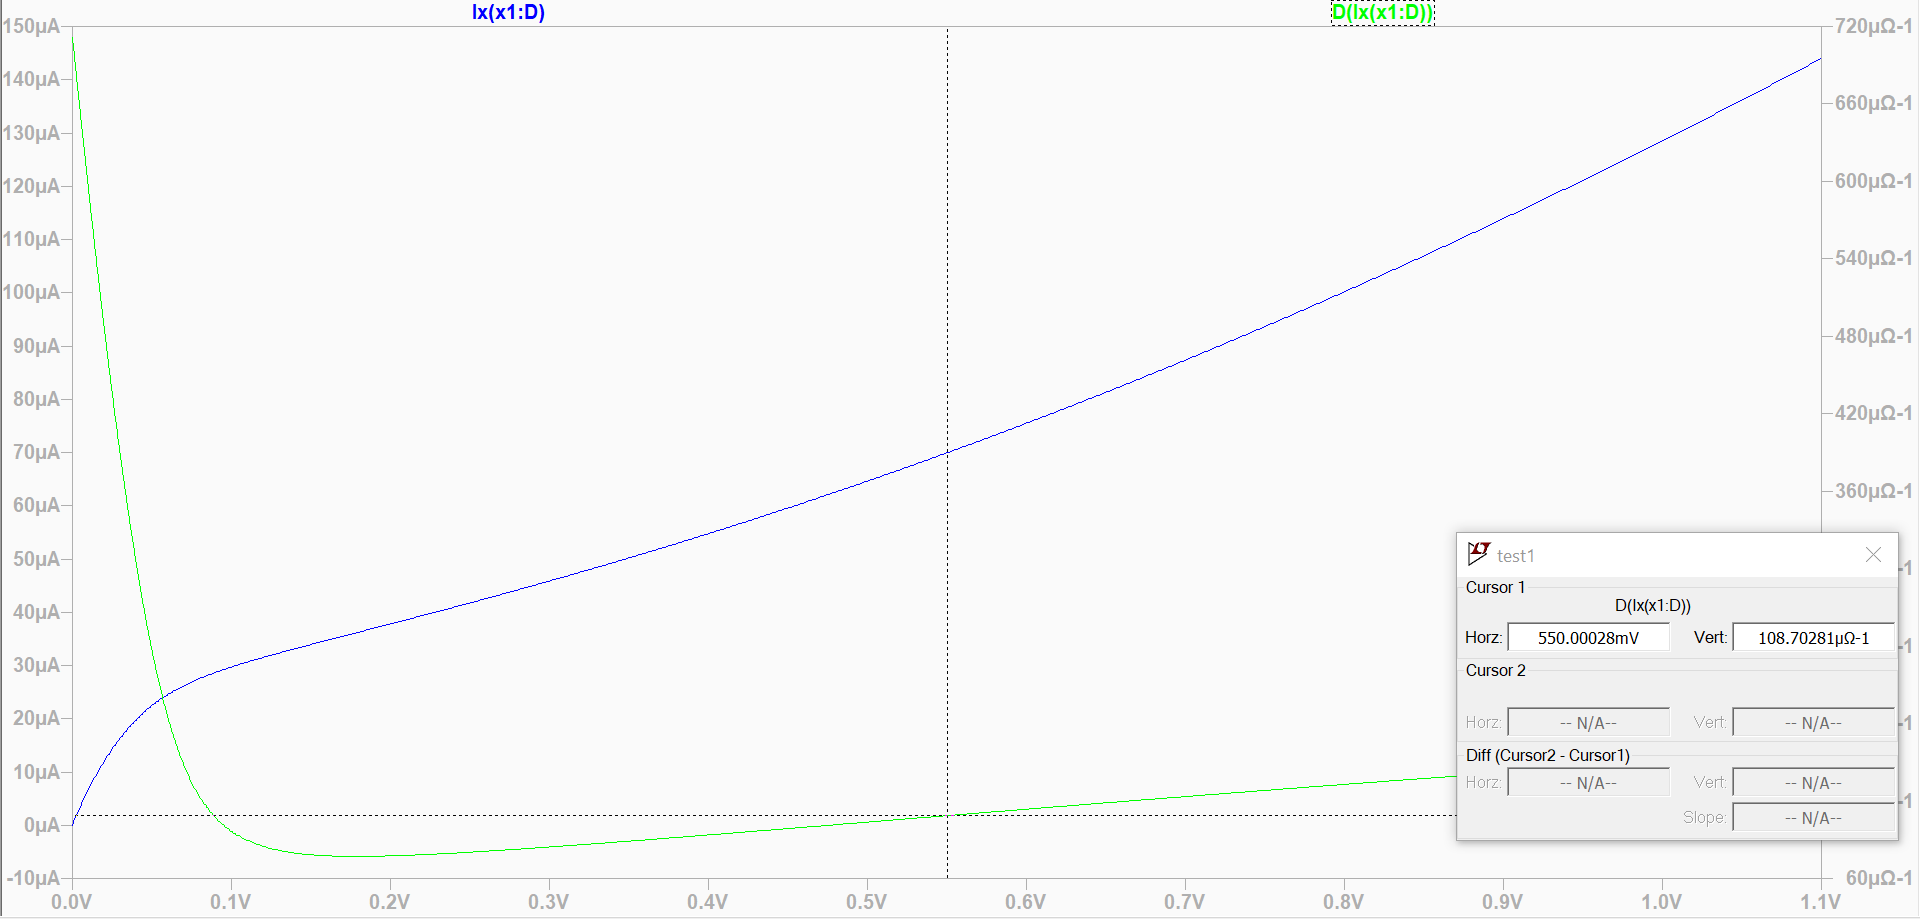 Ix(x1:D)
D(Ix(x1:D))
150µA
140µA
130µA
120µA
110µA
100µA
90µA
80µA
70µA
60µA
50µA
40µA
30µA
20µA
10µA
0µA
-10µA
720µΩ-1
660µΩ-1
600µΩ-1
540µΩ-1
480µΩ-1
420µΩ-1
360µΩ-1
-1
-1
-1
-1
60µΩ-1
0.0V
0.1V
0.2V
0.3V
0.4V
0.5V
0.6V
0.7V
0.8V
0.9V
1.0V
1.1V
test1
Cursor 1
D(Ix(x1:D))
Horz: 550.00028mV Vert: 108.70281µΩ-1
Cursor 2
Horz: -- N/A-- Vert: -- N/A--
Diff (Cursor2 - Cursor1)
Horz: -- N/A-- Vert: -- N/A--
Slope: -- N/A--